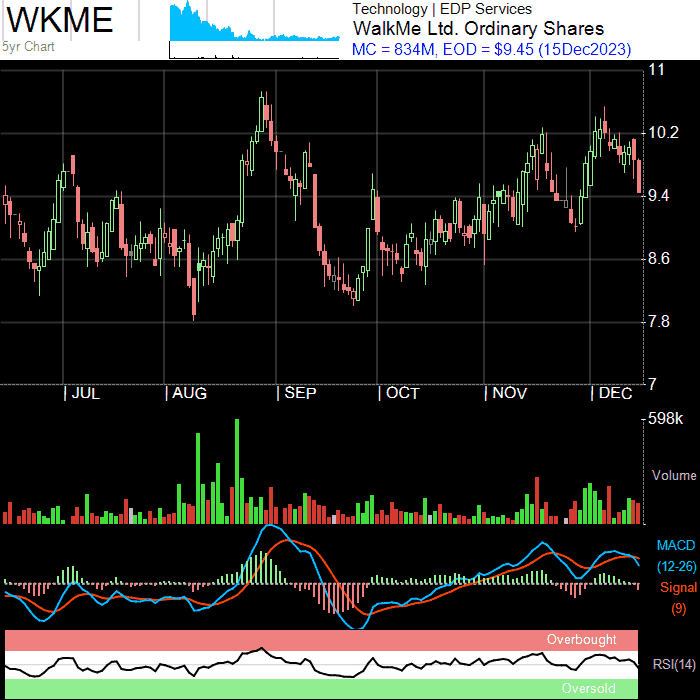 WKME
5yr Chart
Technology | EDP Services
WalkMe Ltd. Ordinary Shares
MC = 834M, EOD = $9.45 (15Dec2023)
11
10.2
9.4
8.6
7.8
7
| JUL | AUG | SEP | OCT | NOV | DEC
598k
Volume
MACD
(12-26)
Signal
(9)
Overbought
RSI(14)
Oversold